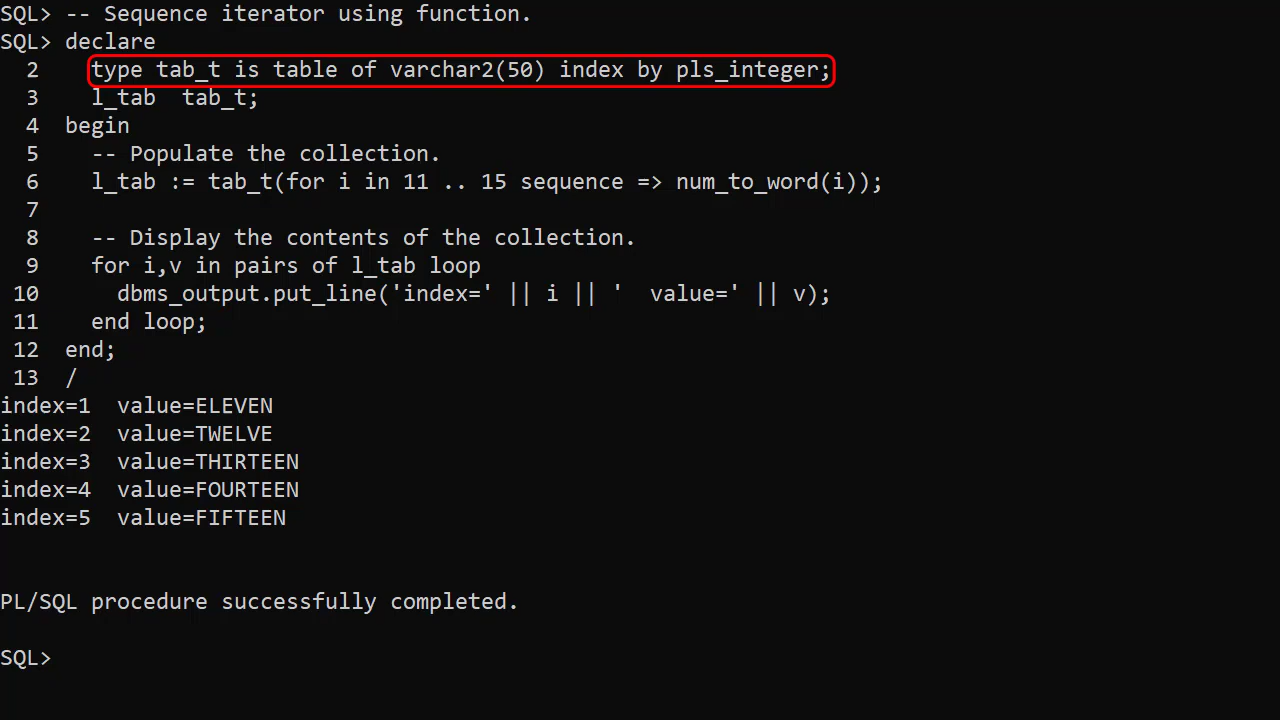 SQL> -- Sequence iterator using function.
SQL> declare
  2    type tab_t is table of varchar2(50) index by pls_integer;
  3    l_tab  tab_t;
  4  begin
  5    -- Populate the collection.
  6    l_tab := tab_t(for i in 11 .. 15 sequence => num_to_word(i));
  7
  8    -- Display the contents of the collection.
  9    for i,v in pairs of l_tab loop
 10      dbms_output.put_line('index=' || i || '  value=' || v);
 11    end loop;
 12  end;
 13  /
index=1  value=ELEVEN
index=2  value=TWELVE
index=3  value=THIRTEEN
index=4  value=FOURTEEN
index=5  value=FIFTEEN
PL/SQL procedure successfully completed.
SQL>